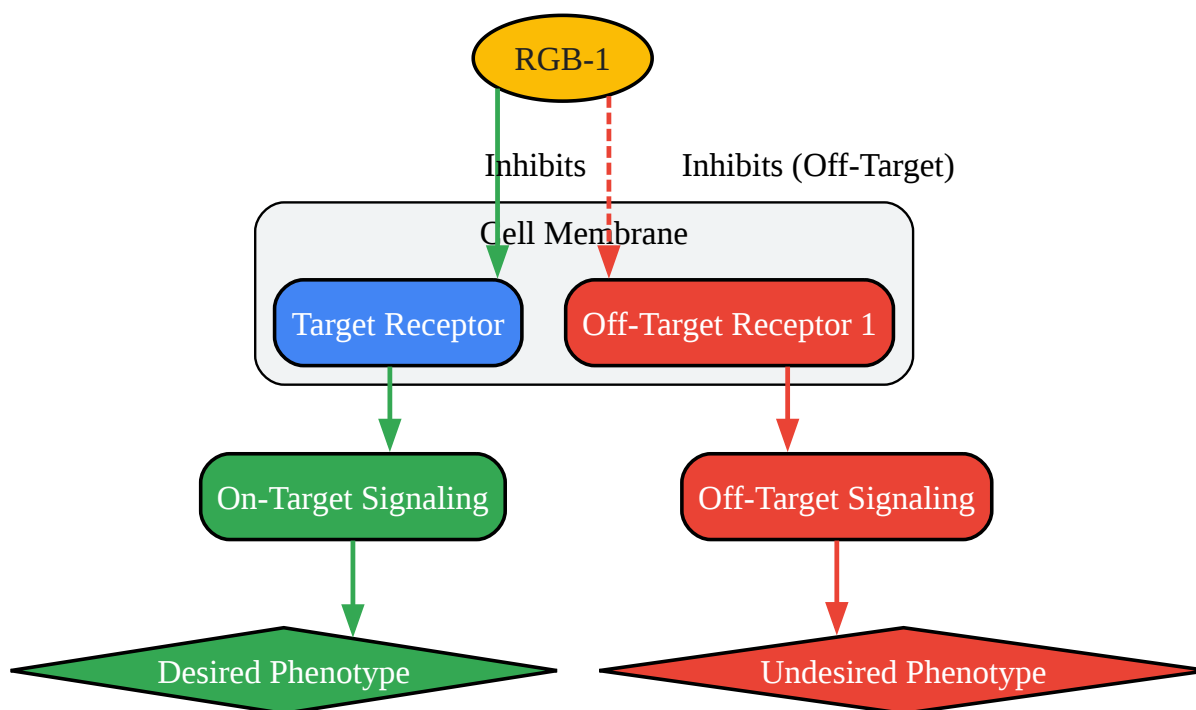 RGB-1
Inhibits
Inhibits (Off-Target)
Cell Membrane
Target Receptor
Off-Target Receptor 1
On-Target Signaling
Off-Target Signaling
Desired Phenotype
Undesired Phenotype